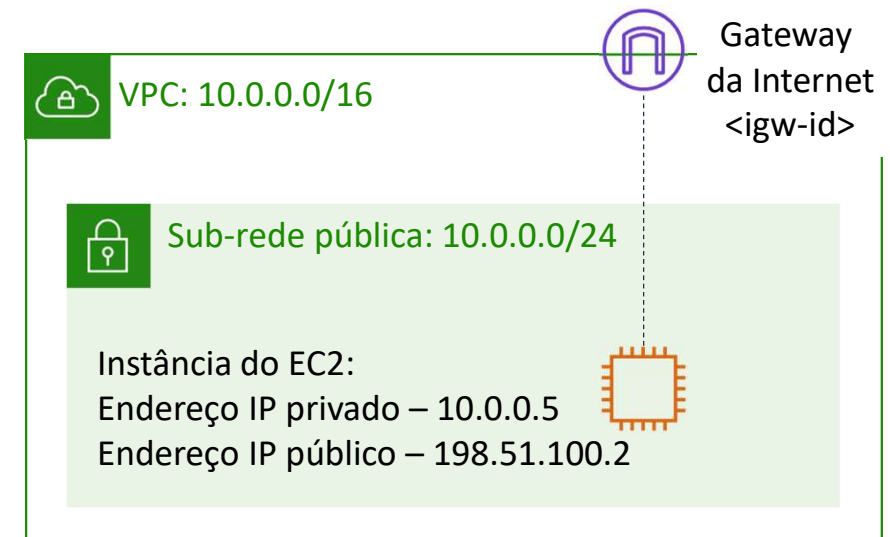 Gateway
da Internet
<igw-id>
VPC: 10.0.0.0/16
Sub-rede pública: 10.0.0.0/24
Instância do EC2:
Endereço IP privado – 10.0.0.5
Endereço IP público – 198.51.100.2